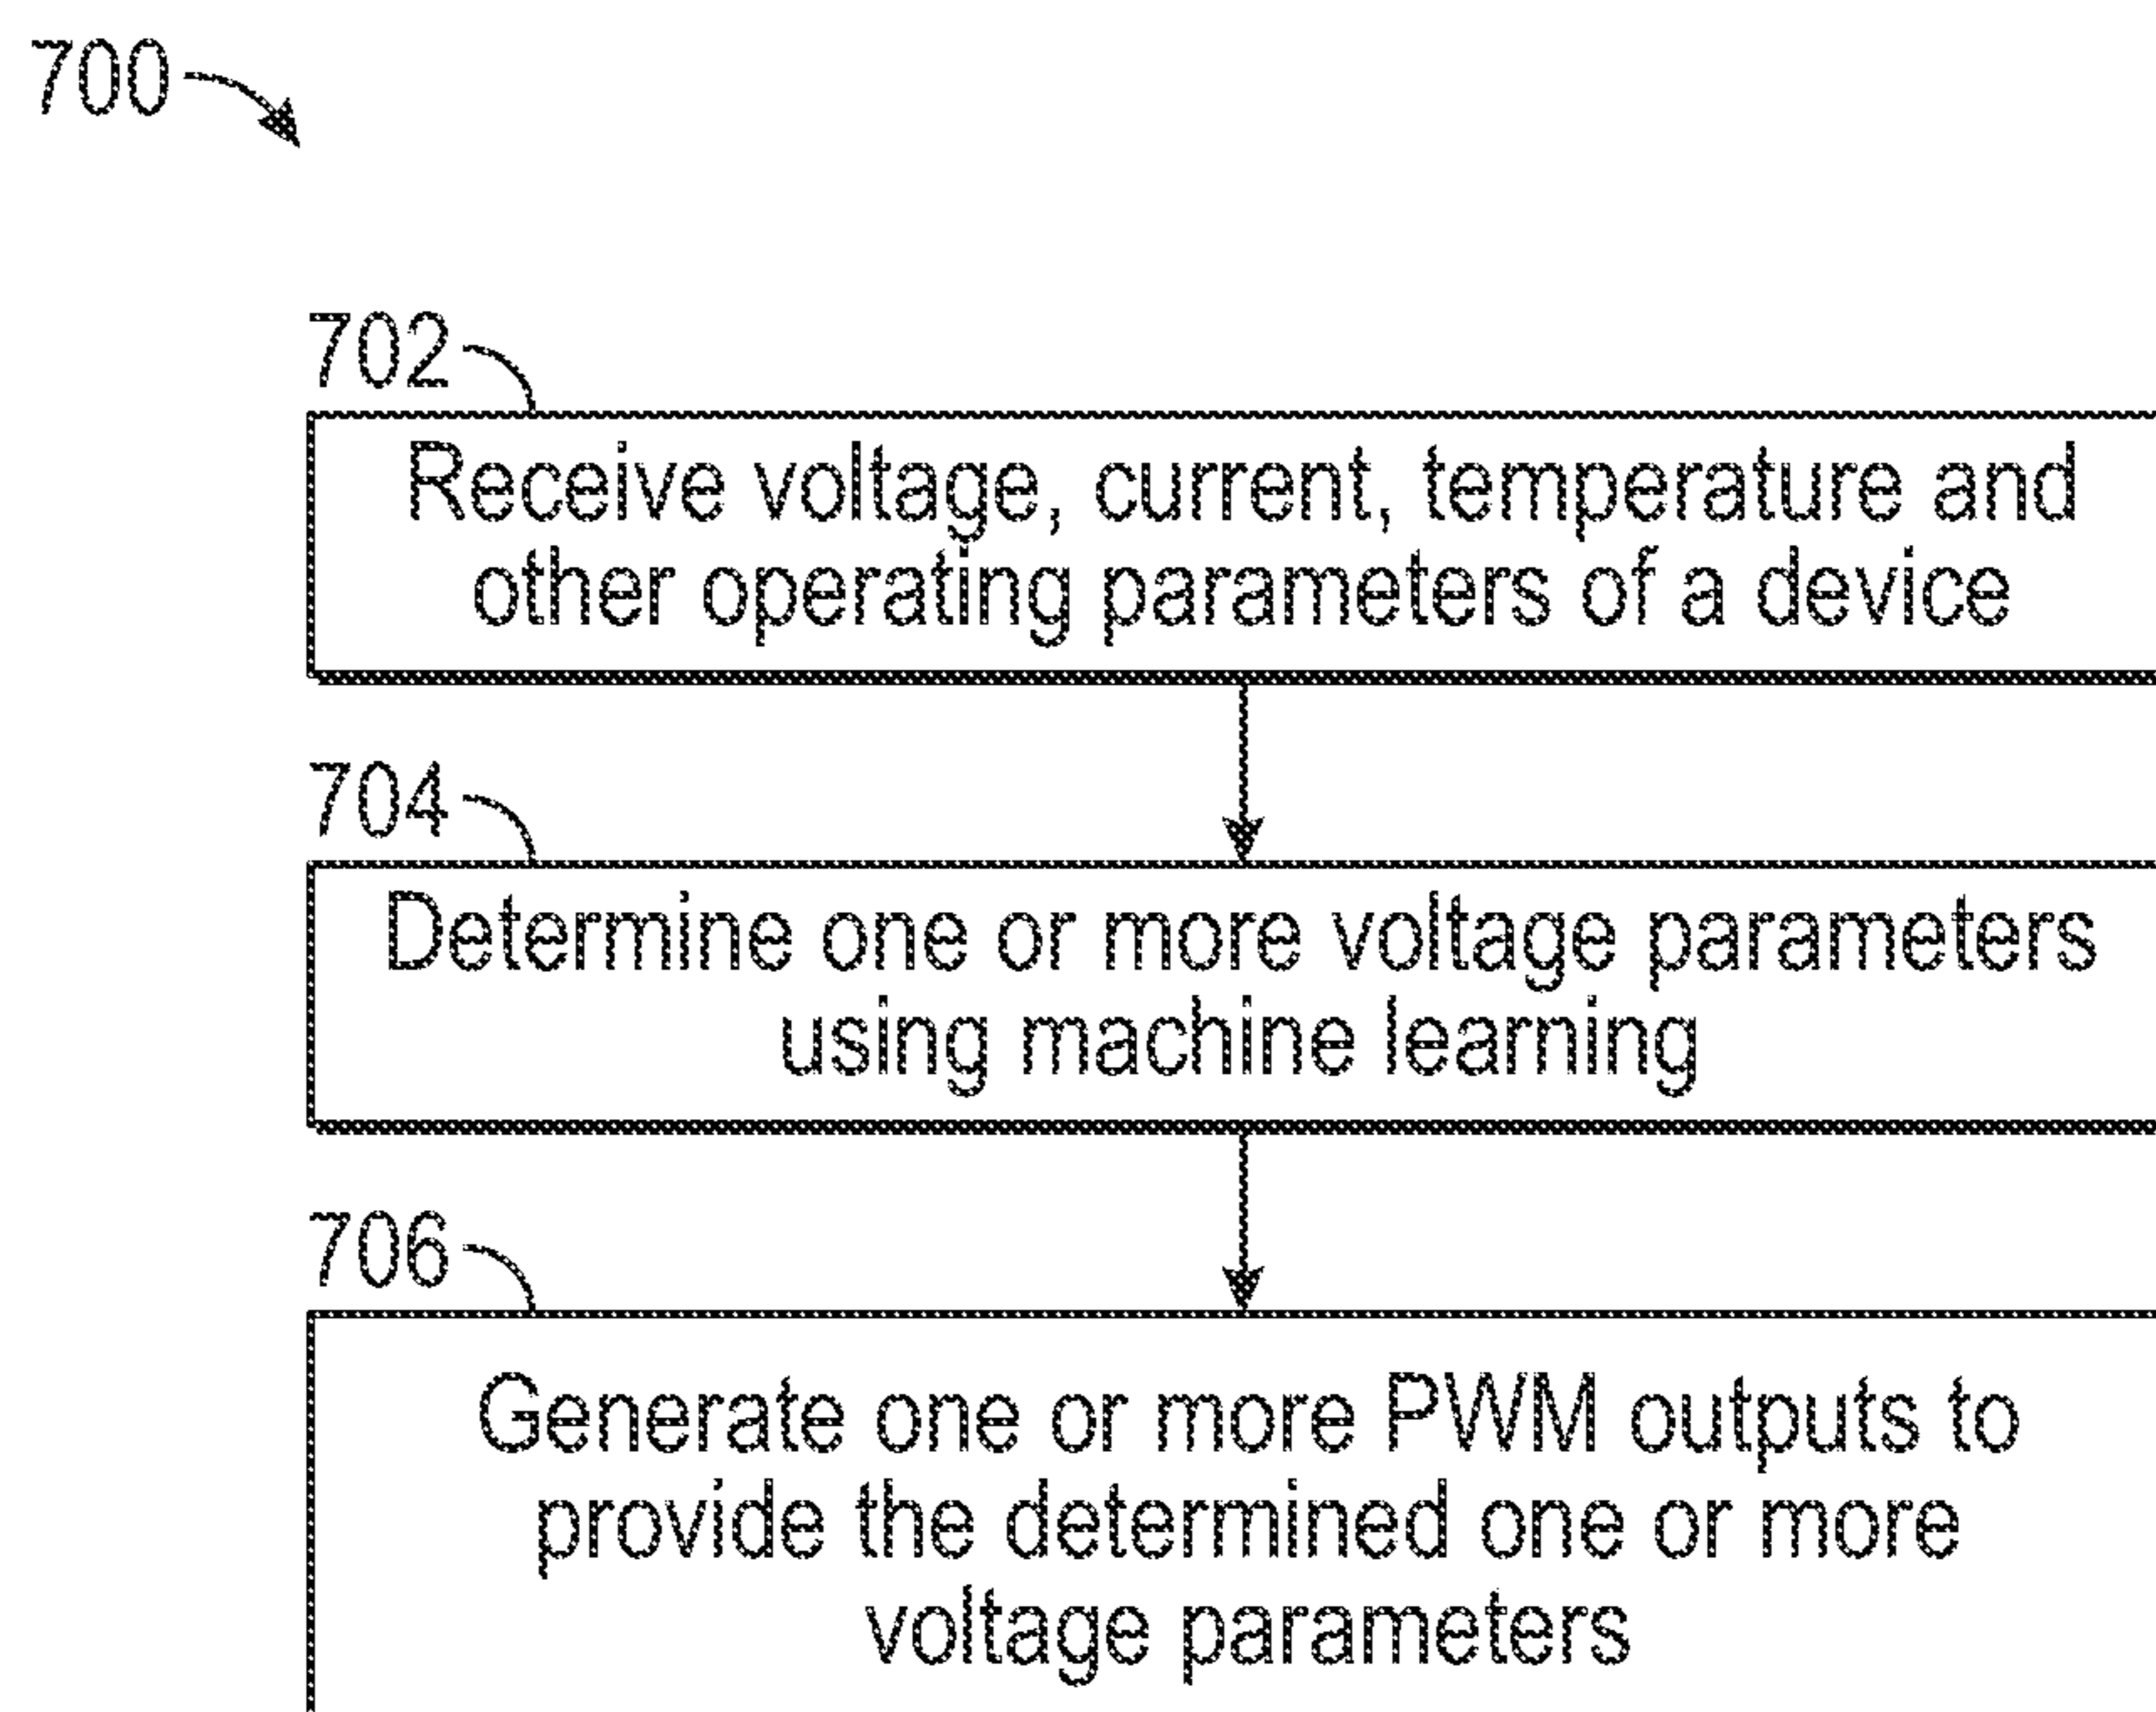 700
702
Receive voltage, current, temperature and
other operating parameters of a device
704
Determine one or more voltage parameters
using machine learning
706
Generate one or more PWM outputs to
provide the determined one or more
voltage parameters